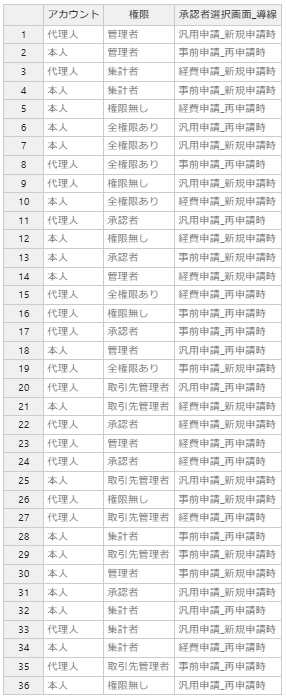 アカウント 権限 承認者選択画面_導線
1 代理人 管理者 汎用申請_新規申請時
2 本人 管理者 事前申請_再申請時
3 代理人 集計者 経費申請_新規申請時
4 本人 集計者 事前申請_新規申請時
5 本人 権限無し 経費申請_再申請時
6 本人 全権限あり 汎用申請_再申請時
7 本人 全権限あり 汎用申請_新規申請時
8 代理人 全権限あり 事前申請_再申請時
9 代理人 権限無し 汎用申請_新規申請時
10 本人 全権限あり 経費申請_新規申請時
11 代理人 承認者 汎用申請_再申請時
12 本人 権限無し 経費申請_新規申請時
13 本人 承認者 事前申請_新規申請時
14 本人 管理者 経費申請_新規申請時
15 代理人 全権限あり 経費申請_再申請時
16 代理人 権限無し 事前申請_再申請時
17 代理人 承認者 事前申請_再申請時
18 本人 管理者 汎用申請_再申請時
19 代理人 全権限あり 事前申請_新規申請時
20 代理人 取引先管理者 汎用申請_再申請時
21 本人 取引先管理者 経費申請_新規申請時
22 代理人 承認者 経費申請_新規申請時
23 代理人 管理者 経費申請_再申請時
24 代理人 承認者 経費申請_再申請時
25 本人 取引先管理者 汎用申請_新規申請時
26 代理人 権限無し 事前申請_新規申請時
27 代理人 取引先管理者 経費申請_再申請時
28 本人 集計者 事前申請_再申請時
29 本人 取引先管理者 事前申請_新規申請時
30 本人 管理者 事前申請_新規申請時
31 本人 承認者 汎用申請_新規申請時
32 本人 集計者 汎用申請_再申請時
33 代理人 集計者 汎用申請_新規申請時
34 本人 集計者 経費申請_再申請時
35 代理人 取引先管理者 事前申請_再申請時
36 本人 権限無し 汎用申請_再申請時